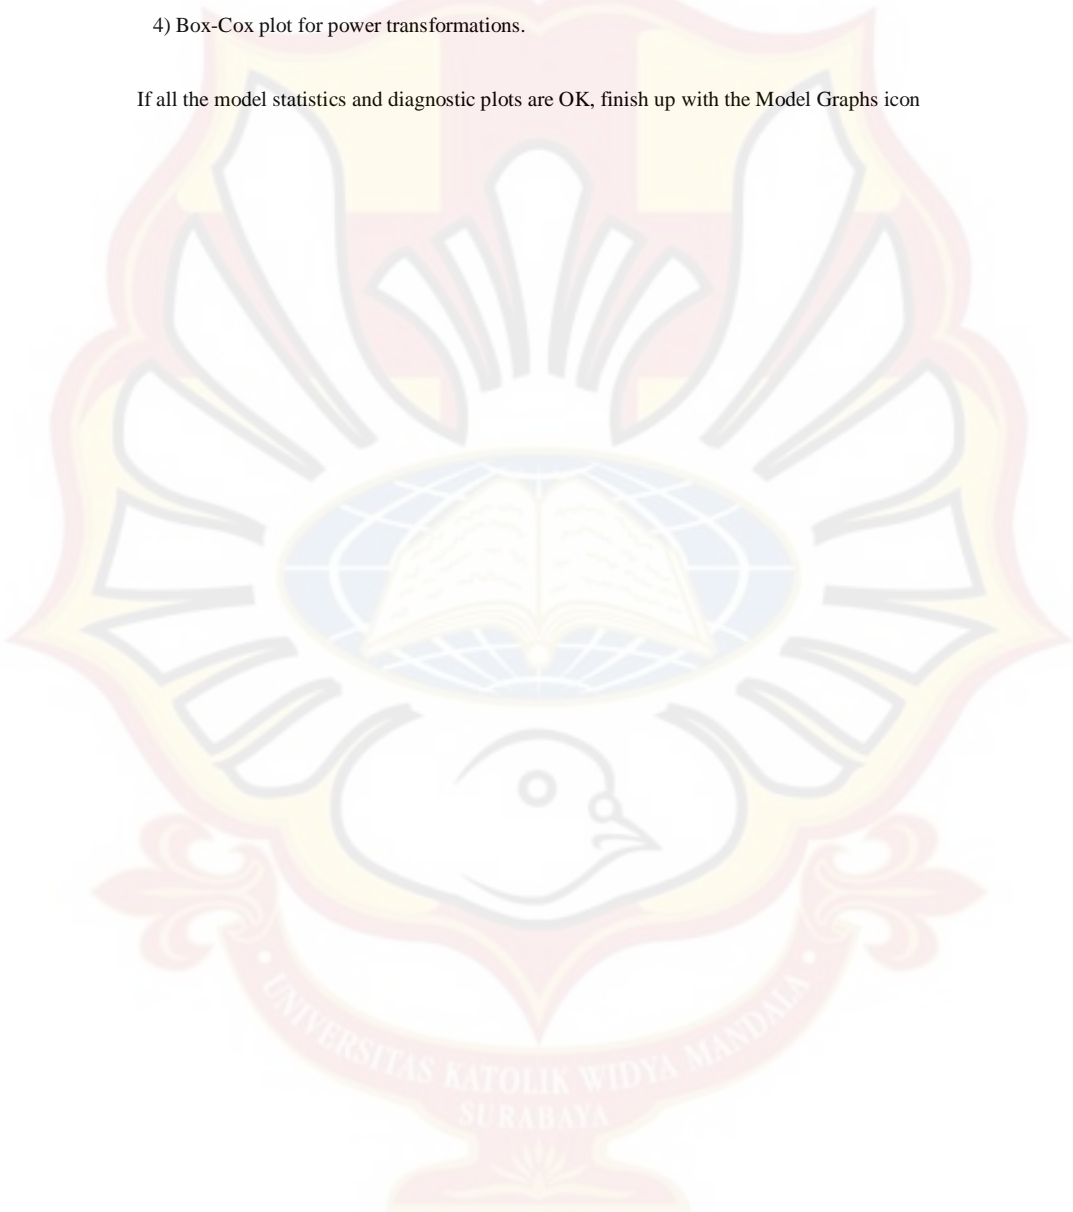 4) Box-Cox plot for power transformations.
If all the model statistics and diagnostic plots are OK, finish up with the Model Graphs icon
UNIVERSITAS KATOLIK WIDYA MANDALA
SURABAYA